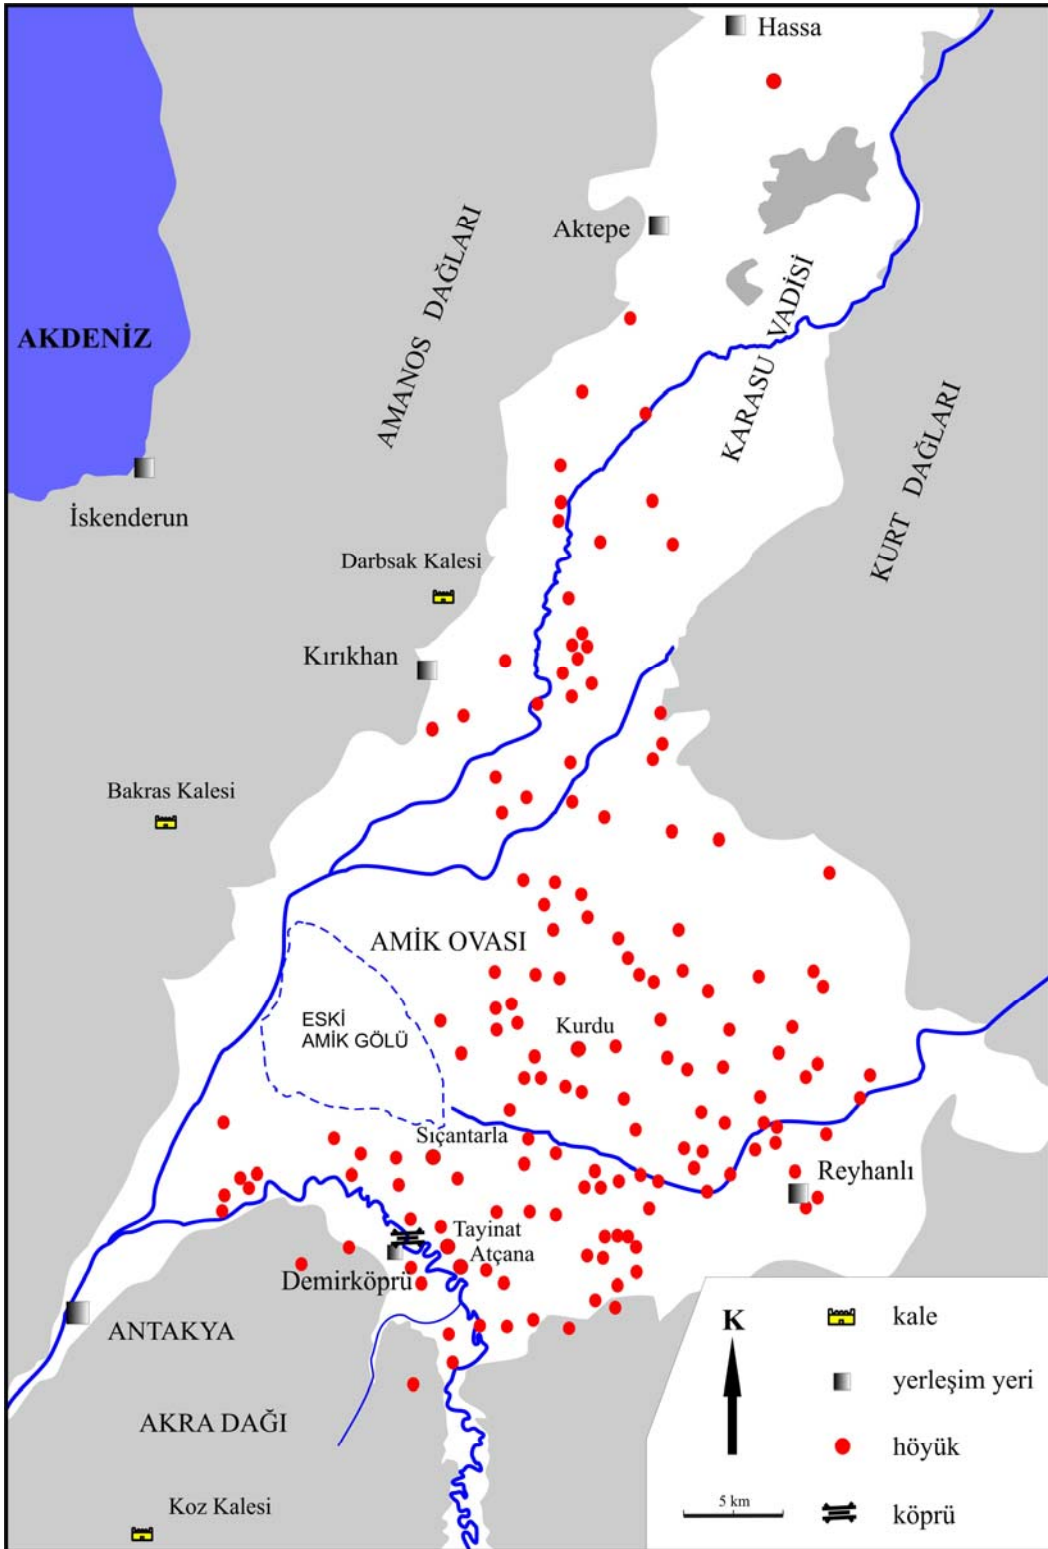 Hassa
Aktepe
AMANOS DAĞLARI
KARASU VADİSİ
AKDENİZ
KURT DAĞLARI
İskenderun
Darbsak Kalesi
Kırıkhan
Bakras Kalesi
AMİK OVASI
ESKİ
AMİK GÖLÜ
Kurdu
Sıçantarla
Reyhanlı
Tayinat
Atçana
Demirköprü
ANTAKYA
AKRA DAĞI
Koz Kalesi
K
5 km
kale
yerleşim yeri
höyük
köprü